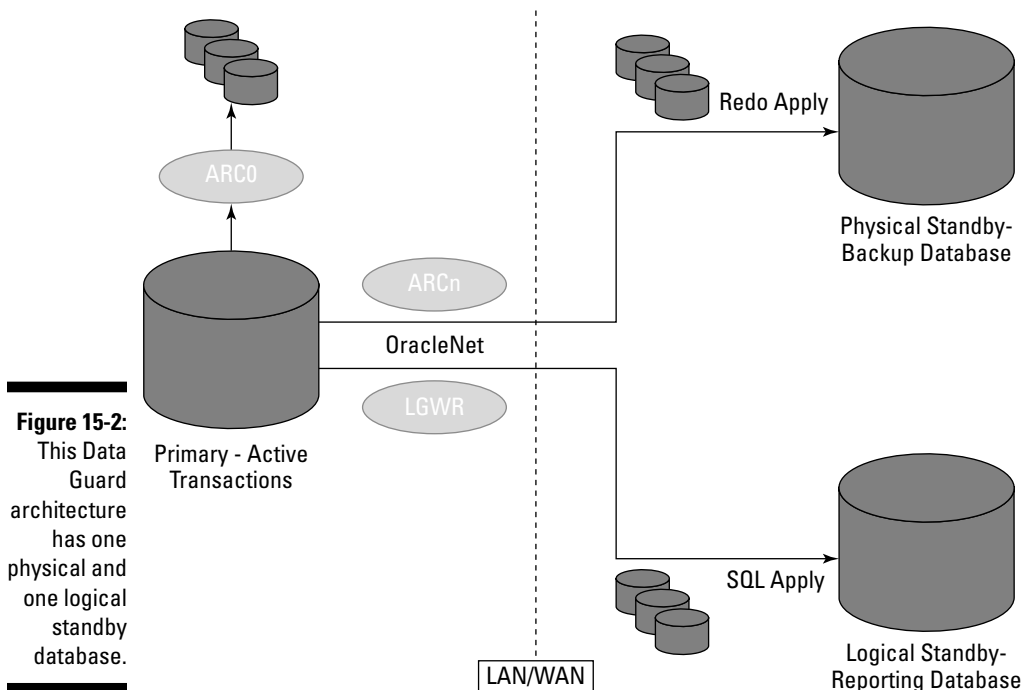 ARC0
Redo Apply
Physical Standby-
Backup Database
ARCn
OracleNet
LGWR
Primary - Active
Transactions
SQL Apply
Logical Standby-
Reporting Database
LAN/WAN
Figure 15-2:
This Data
Guard
architecture
has one
physical and
one logical
standby
database.